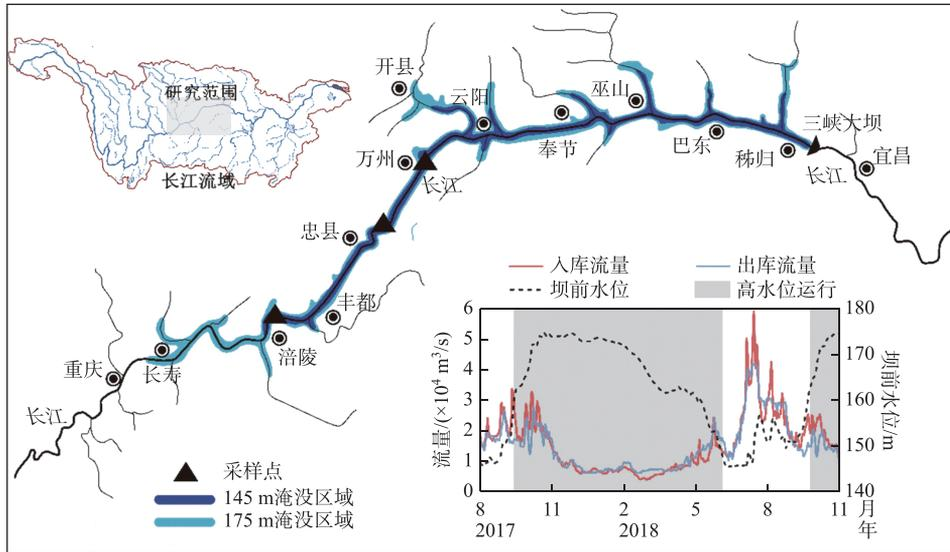 研究范围
长江流域
开县
云阳
巫山
奉节
巴东
秭归
三峡大坝
宜昌
长江
万州
长江
忠县
丰都
涪陵
长寿
重庆
长江
采样点
145 m淹没区域
175 m淹没区域
入库流量
出库流量
坝前水位
高水位运行
流量/(×10⁴ m³/s)
6
5
4
3
2
1
0
180
170
160
150
140
坝前水位/m
8 11 2 5 8 11 月
2017 2018 年